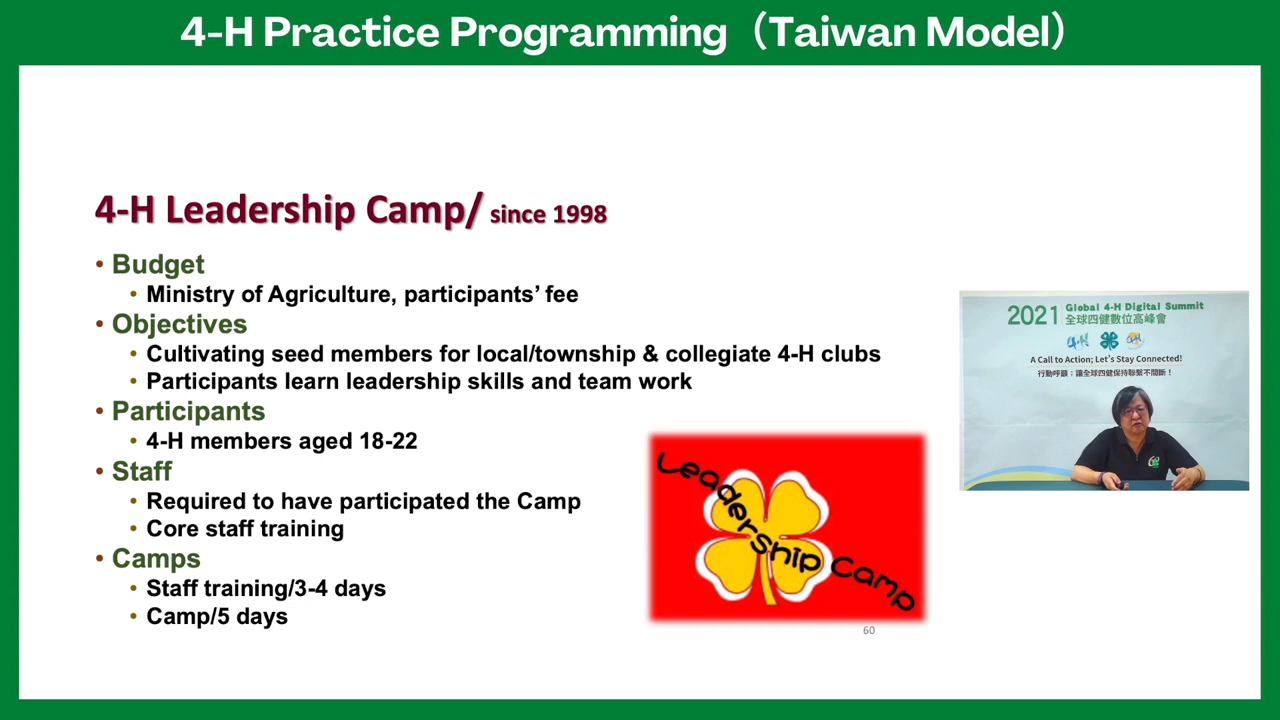 4-H Practice Programming（Taiwan Model）
4-H Leadership Camp/ since 1998
• Budget
• Ministry of Agriculture, participants’ fee
• Objectives
• Cultivating seed members for local/township & collegiate 4-H clubs
• Participants learn leadership skills and team work
• Participants
• 4-H members aged 18-22
• Staff
• Required to have participated the Camp
• Core staff training
• Camps
• Staff training/3-4 days
• Camp/5 days
Leadership Camp
60
2021 Global 4-H Digital Summit
全球四健數位高峰會
A Call to Action; Let's Stay Connected!
行動呼籲：讓全球四健保持聯繫不間斷！